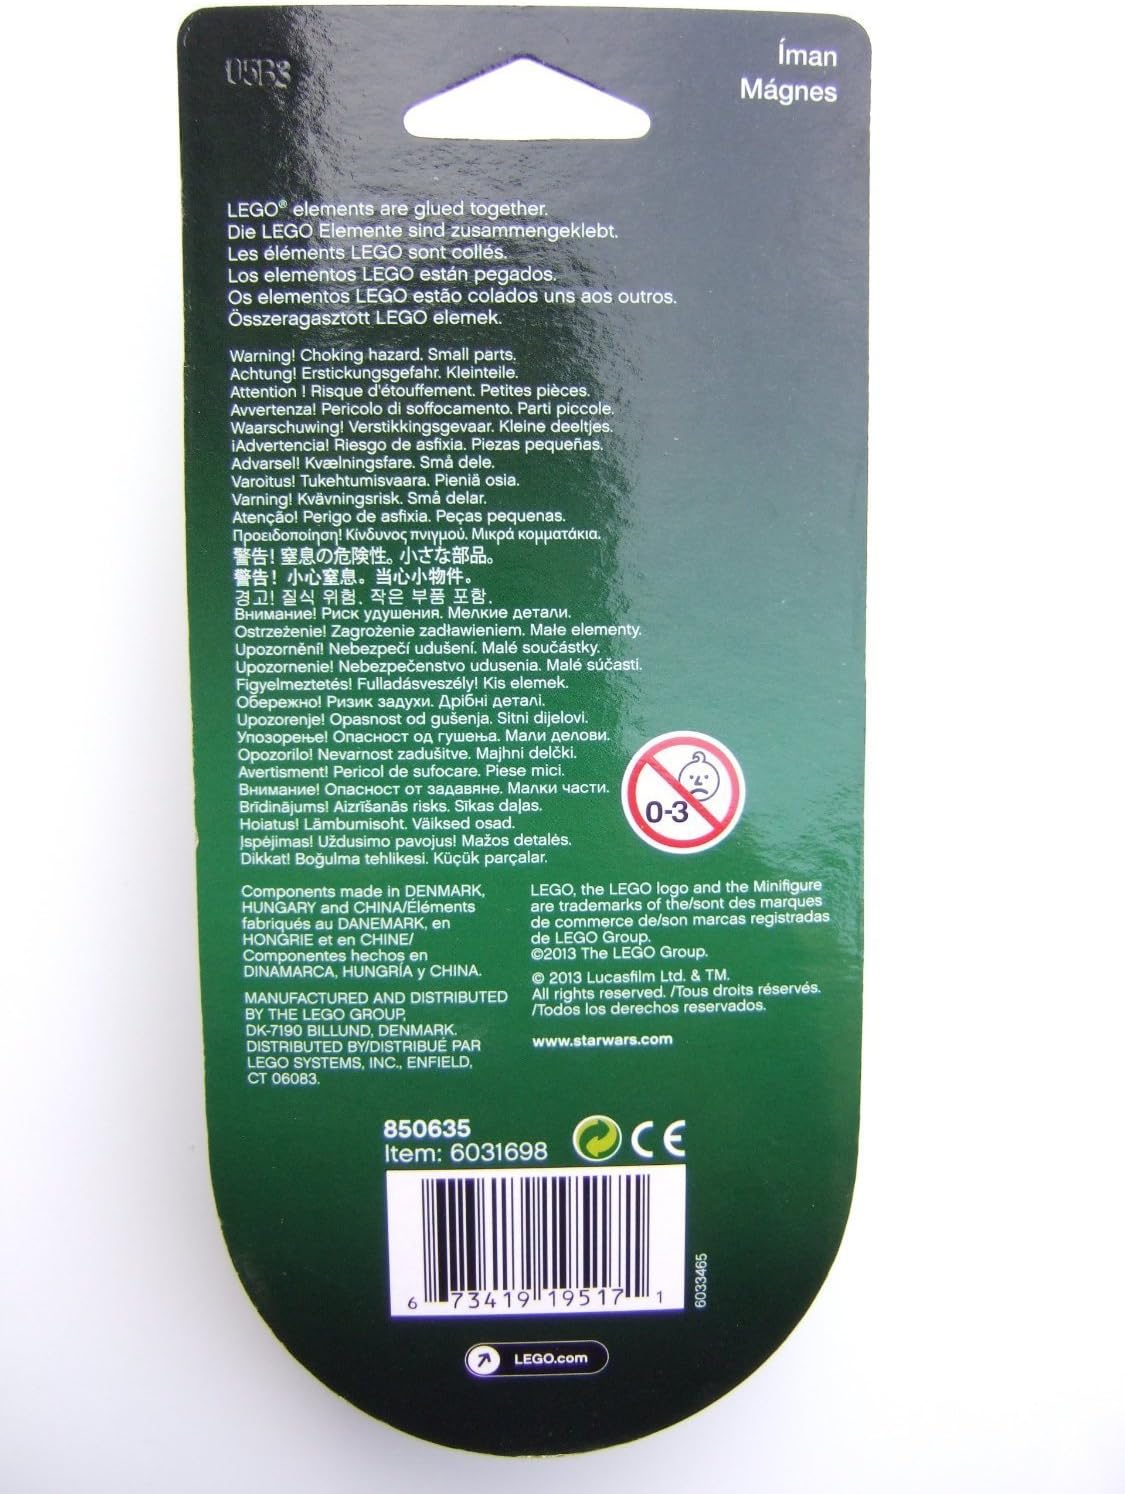 05B3
Íman
Mágnes
LEGO® elements are glued together.
Die LEGO Elemente sind zusammengeklebt.
Les éléments LEGO sont collés.
Los elementos LEGO están pegados.
Os elementos LEGO estão colados uns aos outros.
Összeragasztott LEGO elemek.
Warning! Choking hazard. Small parts.
Achtung! Erstickungsgefahr. Kleinteile.
Attention ! Risque d'étouffement. Petites pièces.
Avvertenza! Pericolo di soffocamento. Parti piccole.
Waarschuwing! Verstikkingsgevaar. Kleine deeltjes.
¡Advertencia! Riesgo de asfixia. Piezas pequeñas.
Advarsel! Kvælningsfare. Små dele.
Varoitus! Tukehtumisvaara. Pieniä osia.
Varning! Kvävningsrisk. Små delar.
Atenção! Perigo de asfixia. Peças pequenas.
Προειδοποίηση! Κίνδυνος πνιγμού. Μικρά κομματάκια.
警告! 窒息の危険性。小さな部品。
警告! 小心窒息。当心小物件。
경고! 질식 위험. 작은 부품 포함.
Внимание! Риск удушения. Мелкие детали.
Ostrzeżenie! Zagrożenie zadławieniem. Małe elementy.
Upozornění! Nebezpečí udušení. Malé součástky.
Upozornenie! Nebezpečenstvo udusenia. Malé súčasti.
Figyelmeztetés! Fulladásveszély! Kis elemek.
Обережно! Ризик задухи. Дрібні деталі.
Upozorenje! Opasnost od gušenja. Sitni dijelovi.
Упозорење! Опасност од гушења. Мали делови.
Opozorilo! Nevarnost zadušitve. Majhni delčki.
Avertisment! Pericol de sufocare. Piese mici.
Внимание! Опасност от задавяне. Малки части.
Brīdinājums! Aizrīšanās risks. Sīkas daļas.
Hoiatus! Lämbumisoht. Väiksed osad.
Įspėjimas! Uždusimo pavojus! Mažos detalės.
Dikkat! Boğulma tehlikesi. Küçük parçalar.
0-3
Components made in DENMARK,
HUNGARY and CHINA/Éléments
fabriqués au DANEMARK, en
HONGRIE et en CHINE/
Componentes hechos en
DINAMARCA, HUNGRÍA y CHINA.
MANUFACTURED AND DISTRIBUTED
BY THE LEGO GROUP,
DK-7190 BILLUND, DENMARK.
DISTRIBUTED BY/DISTRIBUÉ PAR
LEGO SYSTEMS, INC., ENFIELD,
CT 06083.
LEGO, the LEGO logo and the Minifigure
are trademarks of the/sont des marques
de commerce de/son marcas registradas
de LEGO Group.
©2013 The LEGO Group.
© 2013 Lucasfilm Ltd. & TM.
All rights reserved. /Tous droits réservés.
/Todos los derechos reservados.
www.starwars.com
850635
Item: 6031698
CE
6 73419 19517 1
6033465
LEGO.com